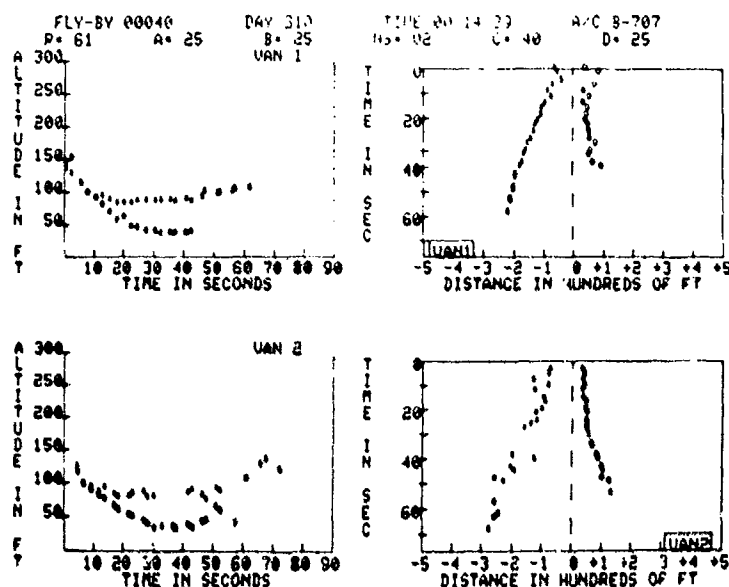 FLY-BY 00040 DAY 310 TIME 00 14 A/C B-707
R= 61 A= 25 B= 25 C= 40 D= 25
VAN 1
ALTITUDE IN FT
300
250
200
150
100
50
10 20 30 40 50 60 70 80 90
TIME IN SECONDS
TIME IN SEC
0
20
40
60
VAN1
-5 -4 -3 -2 -1 0 +1 +2 +3 +4 +5
DISTANCE IN HUNDREDS OF FT
VAN 2
ALTITUDE IN FT
300
250
200
150
100
50
10 20 30 40 50 60 70 80 90
TIME IN SECONDS
TIME IN SEC
0
20
40
60
VAN2
-5 -4 -3 -2 -1 0 +1 +2 +3 +4 +5
DISTANCE IN HUNDREDS OF FT